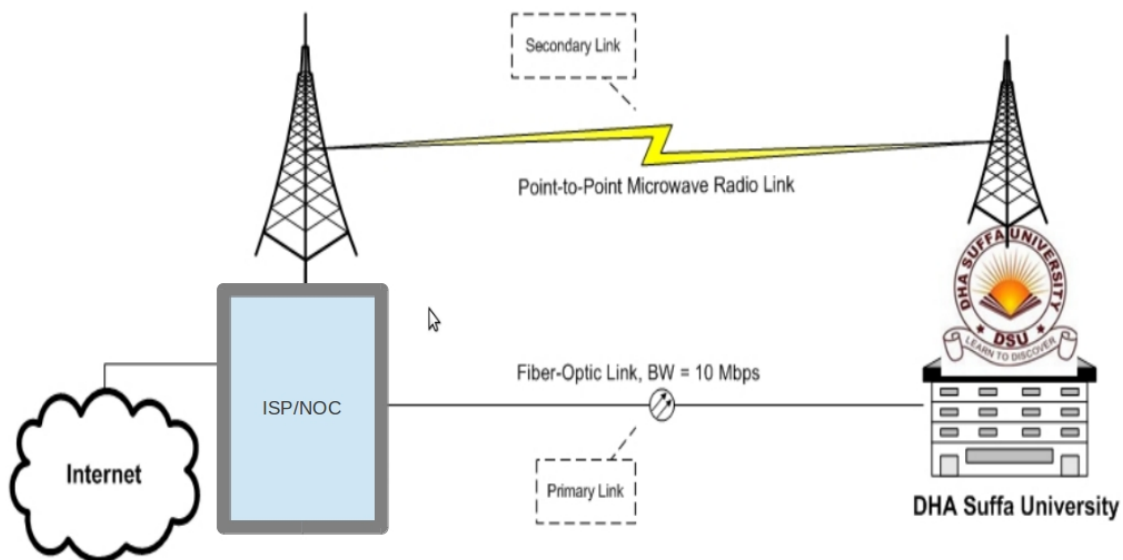 Secondary Link
Point-to-Point Microwave Radio Link
DHA SUFFA UNIVERSITY
DSU
LEARN TO DISCOVER
Fiber-Optic Link, BW = 10 Mbps
ISP/NOC
Internet
Primary Link
DHA Suffa University